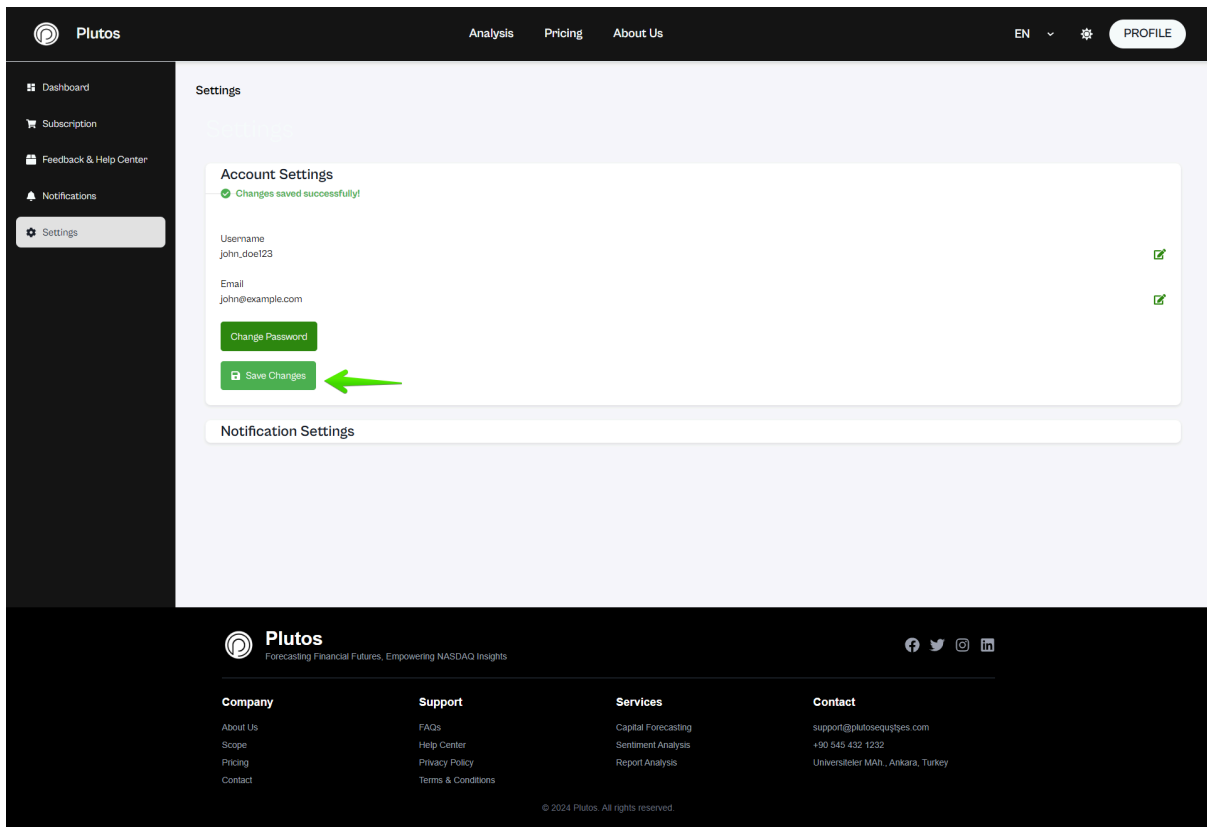 Plutos
Analysis Pricing About Us
EN
PROFILE
Dashboard
Subscription
Feedback & Help Center
Notifications
Settings
Settings
Settings
Account Settings
Changes saved successfully!
Username
john_doe123
Email
john@example.com
Change Password
Save Changes
Notification Settings
Plutos
Forecasting Financial Futures, Empowering NASDAQ Insights
Company
About Us
Scope
Pricing
Contact
Support
FAQs
Help Center
Privacy Policy
Terms & Conditions
Services
Capital Forecasting
Sentiment Analysis
Report Analysis
Contact
+90 545 432 1232
Universiteler MAh., Ankara, Turkey
© 2024 Plutos. All rights reserved.